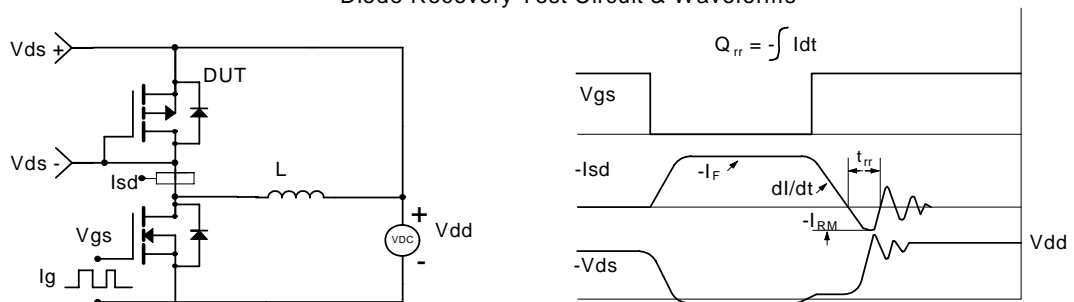 Diode Recovery Test Circuit & Waveforms
Vds +
DUT
Vds -
Isd
L
Vgs
Ig
+
VDC
-
Vdd
Q rr = -∫ Idt
Vgs
-Isd
-I F
dI/dt
t rr
-I RM
Vdd
-Vds